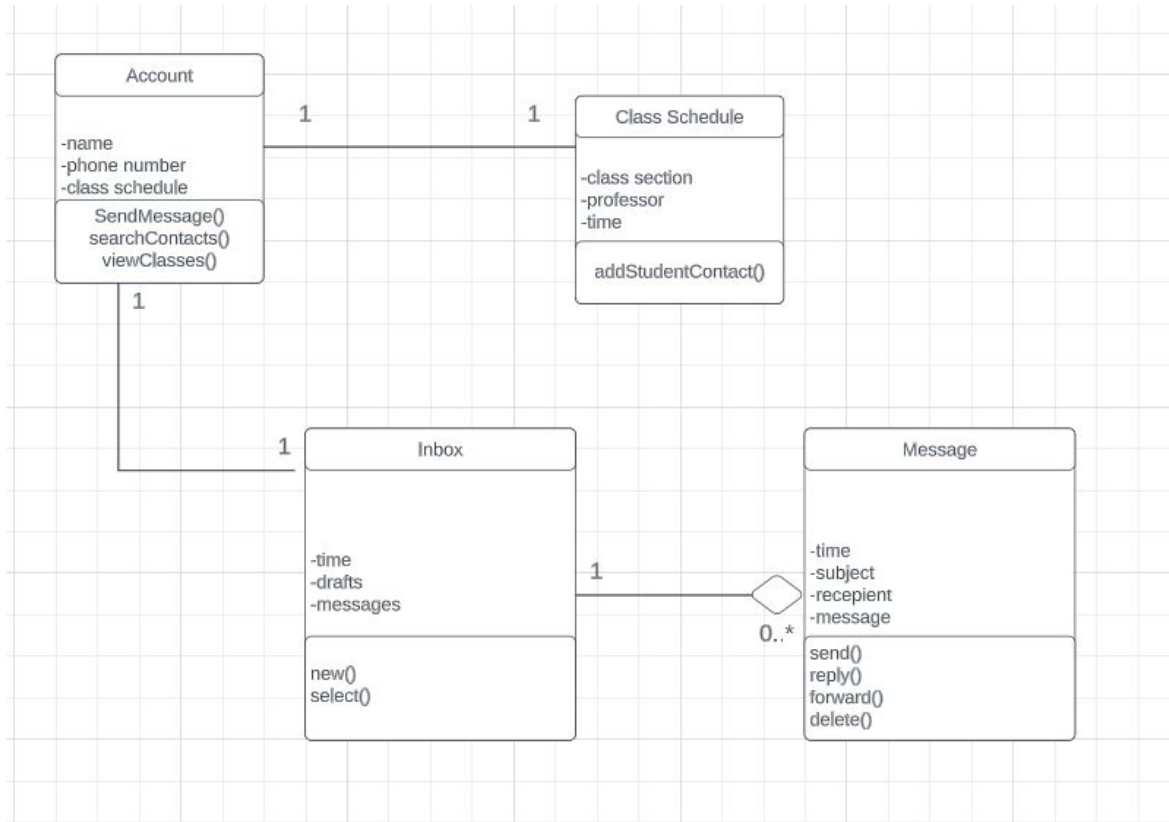 Account
-name
-phone number
-class schedule
SendMessage()
searchContacts()
viewClasses()
1
1
Class Schedule
-class section
-professor
-time
addStudentContact()
1
1
Inbox
-time
-drafts
-messages
new()
select()
1
0..*
Message
-time
-subject
-recepient
-message
send()
reply()
forward()
delete()